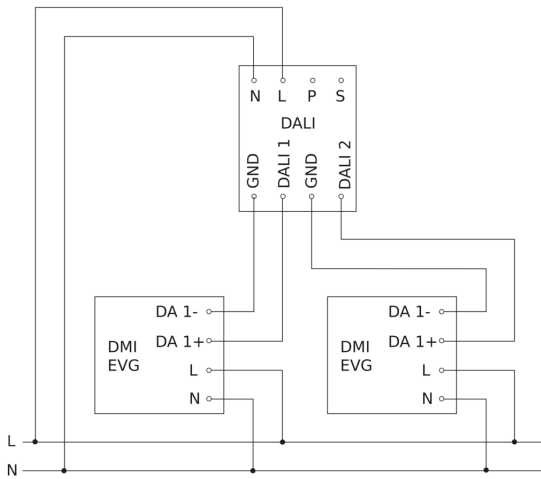 N L P S
DALI
GND DALI 1 GND DALI 2
DA 1-
DA 1+
DMI
EVG
L
N
DA 1-
DA 1+
DMI
EVG
L
N
L
N